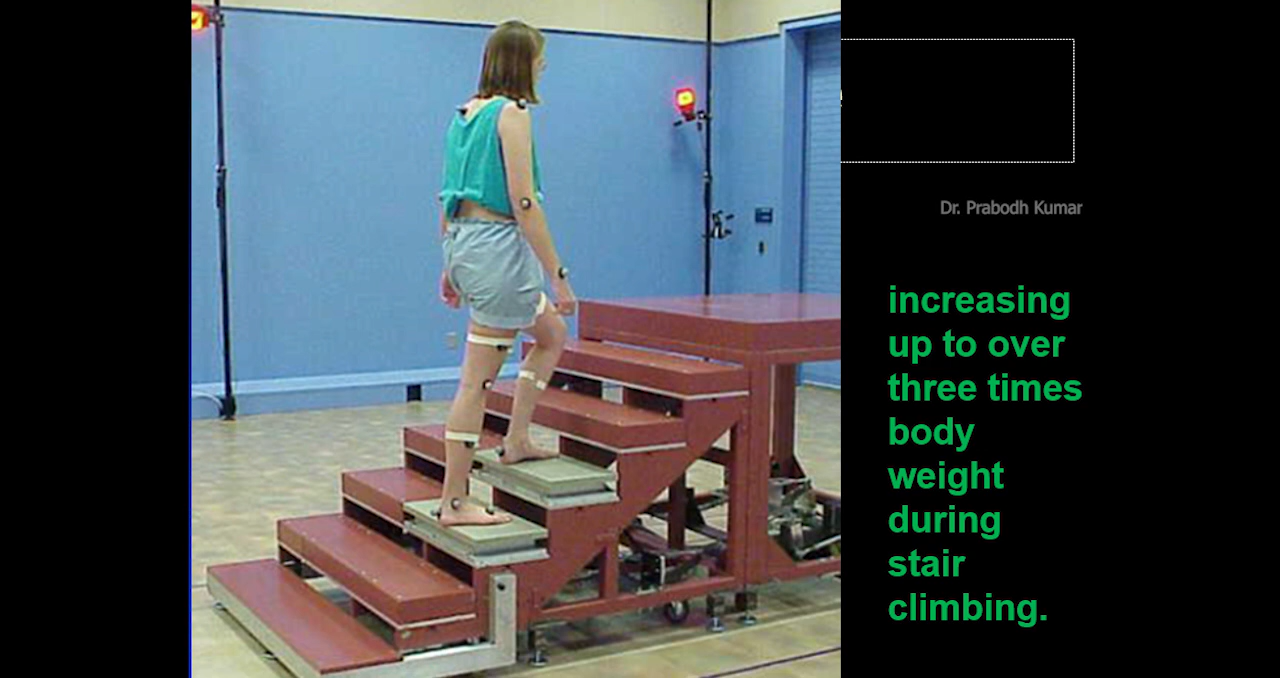 Dr. Prabodh Kumar
increasing
up to over
three times
body
weight
during
stair
climbing.